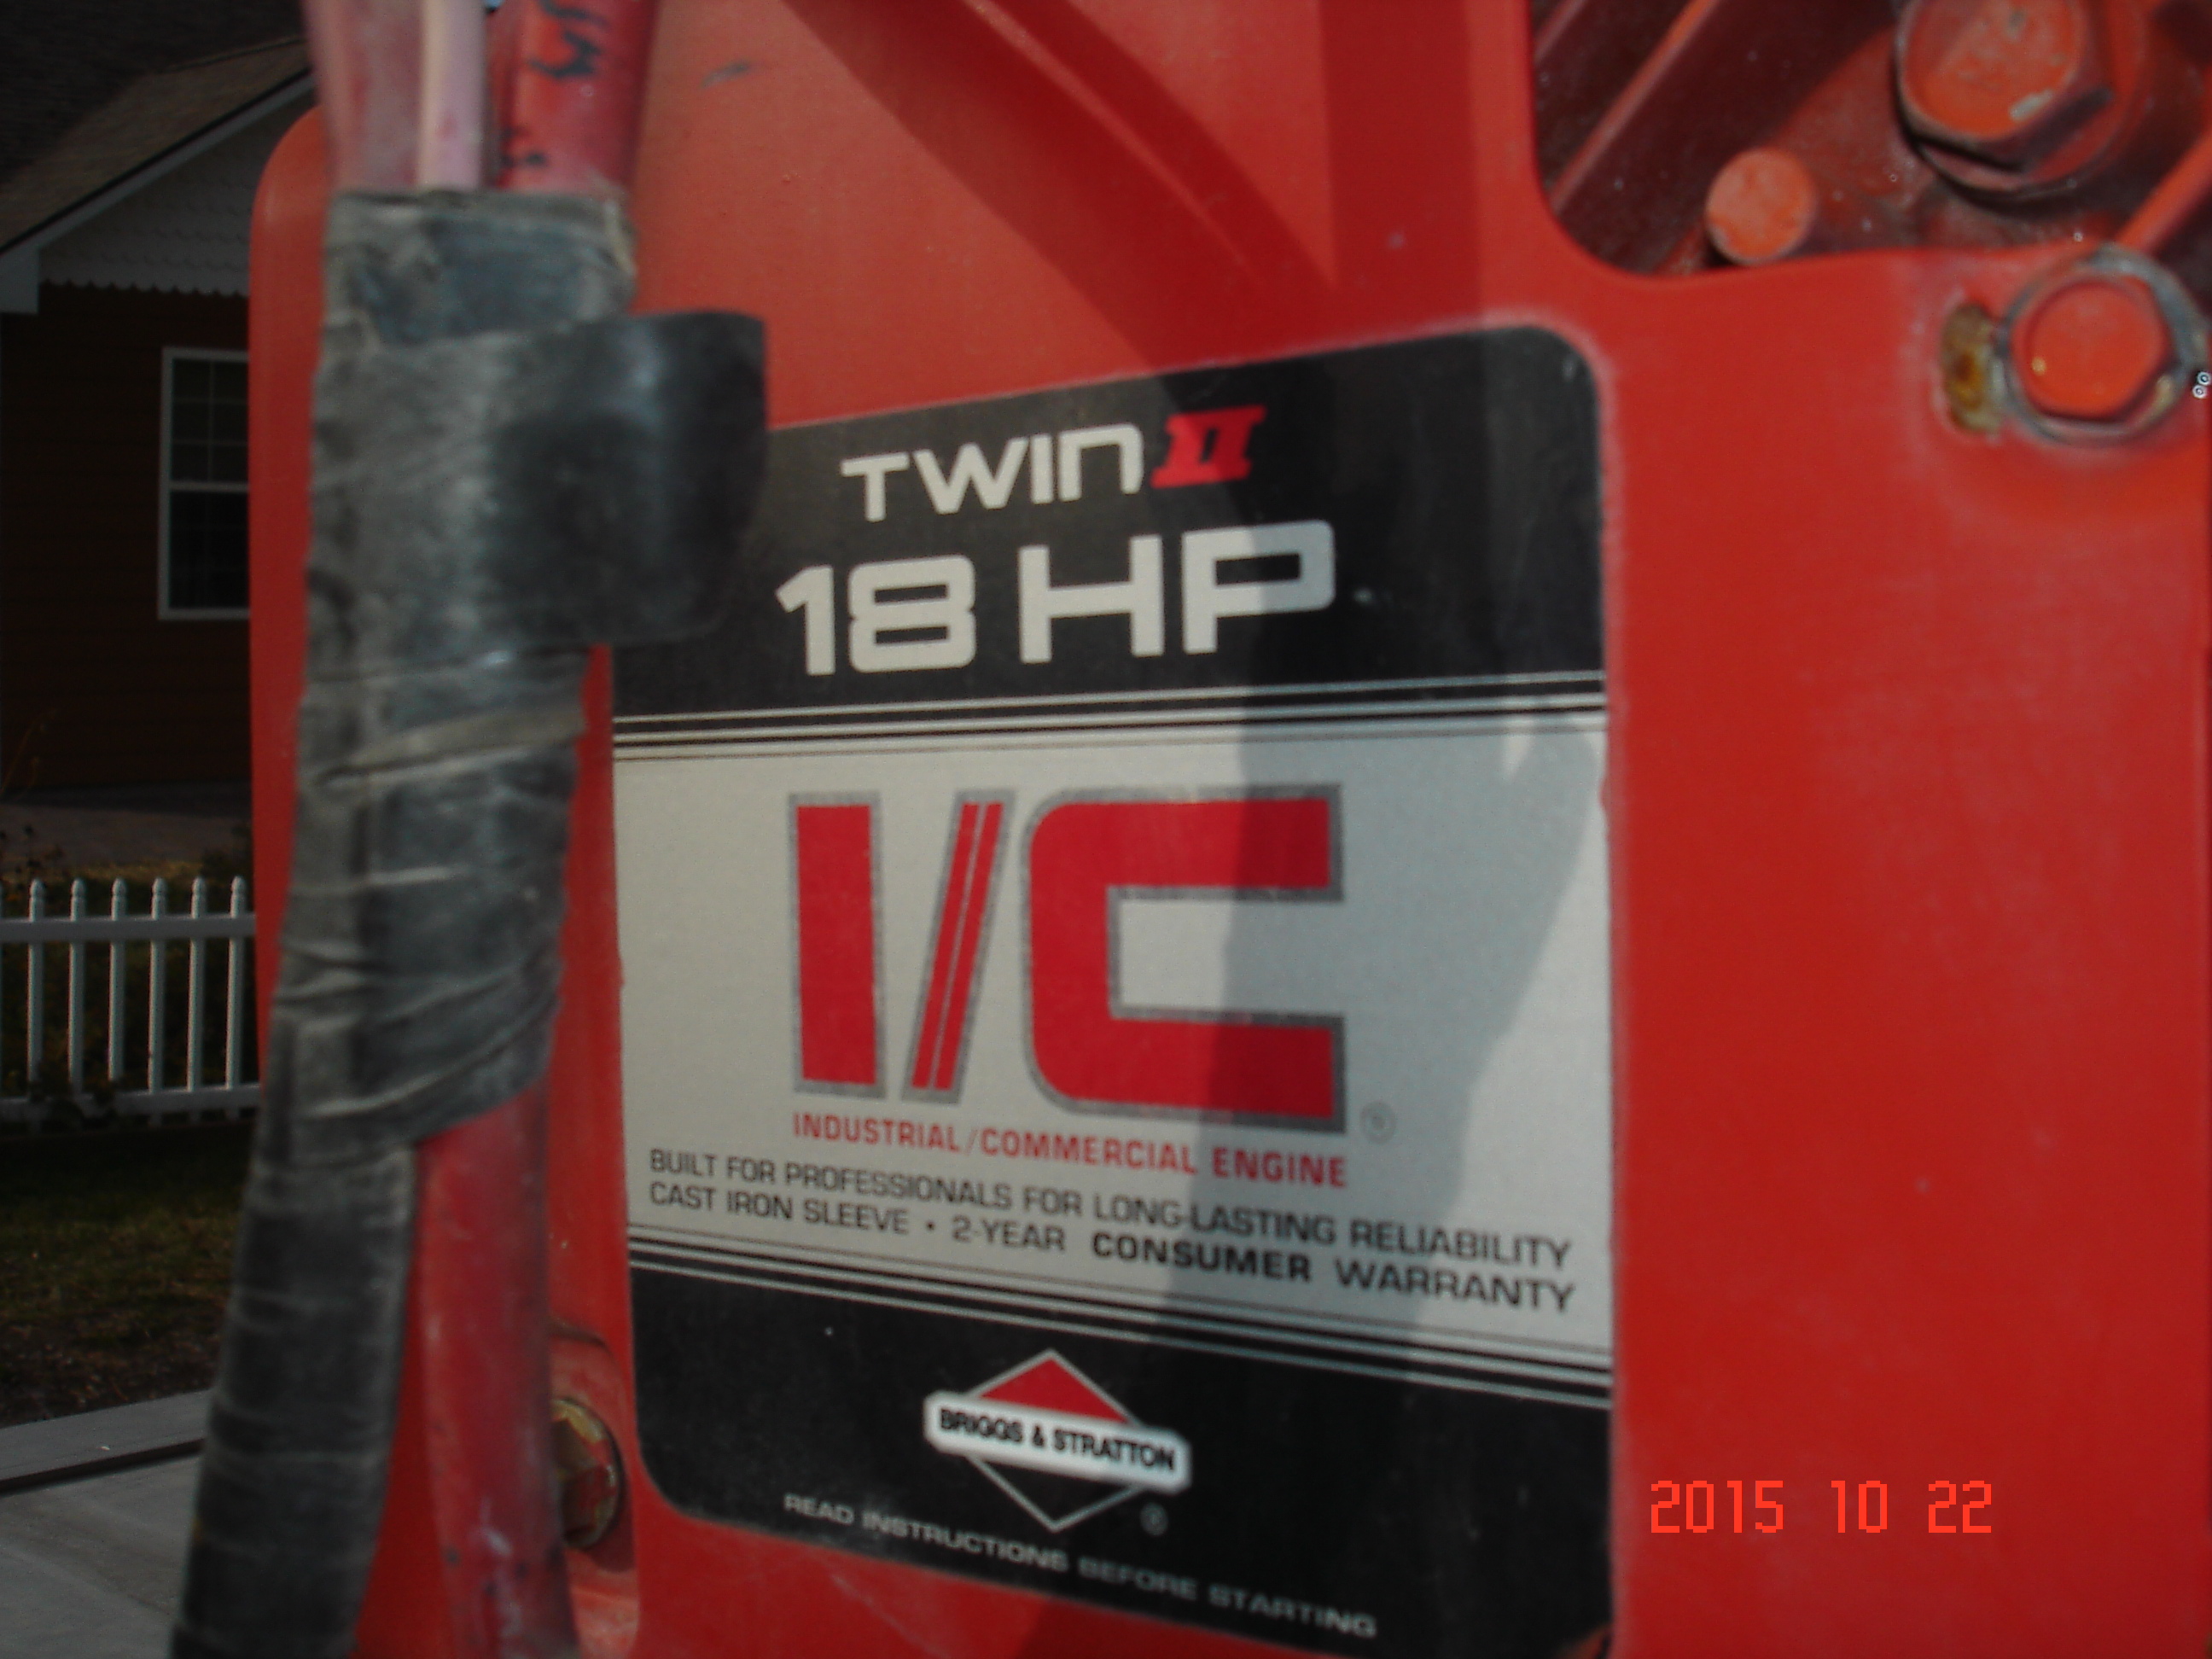 TWIN II
18 HP
I/C
®
INDUSTRIAL/COMMERCIAL ENGINE
BUILT FOR PROFESSIONALS FOR LONG-LASTING RELIABILITY
CAST IRON SLEEVE • 2-YEAR CONSUMER WARRANTY
BRIGGS & STRATTON
®
READ INSTRUCTIONS BEFORE STARTING
2015 10 22